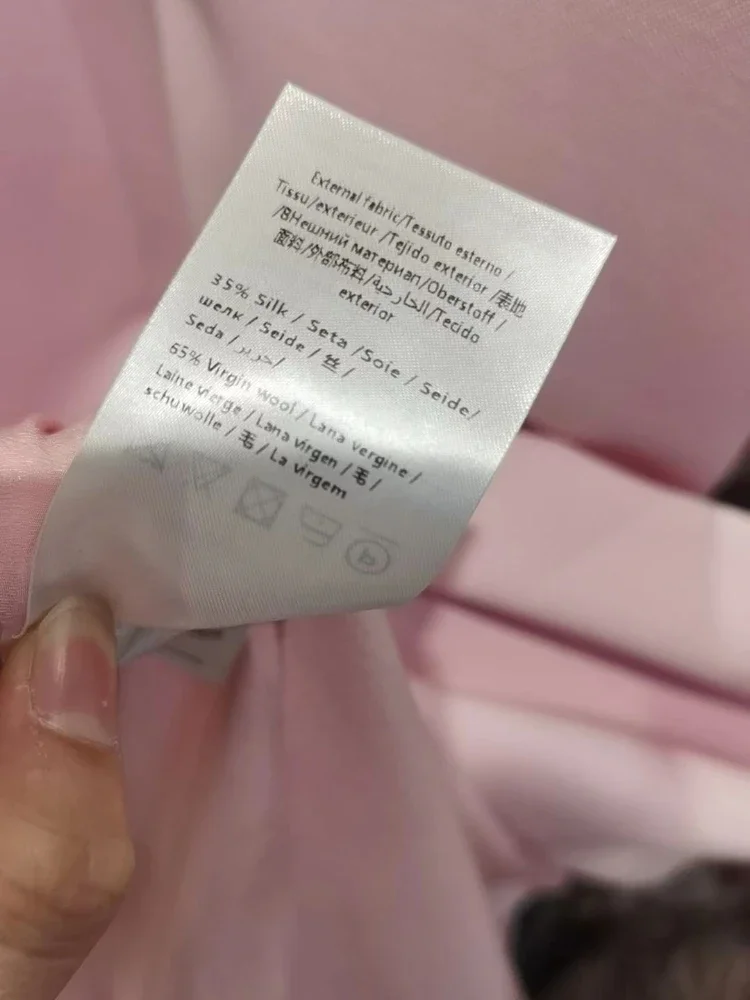 External fabric/Tessuto esterno /
Tissu/exterieur /Tejido exterior /表地
/Внешний материал/Oberstoff /
面料/外部布料/الخارجية/Tecido
exterior
35% Silk / Seta /Soie / Seide/
шелк / Seide / 丝 /
Seda /حرير/
65% Virgin wool / Lana vergine /
Laine vierge / Lana virgen / 毛 /
schuwolle / 毛 / La virgem
P